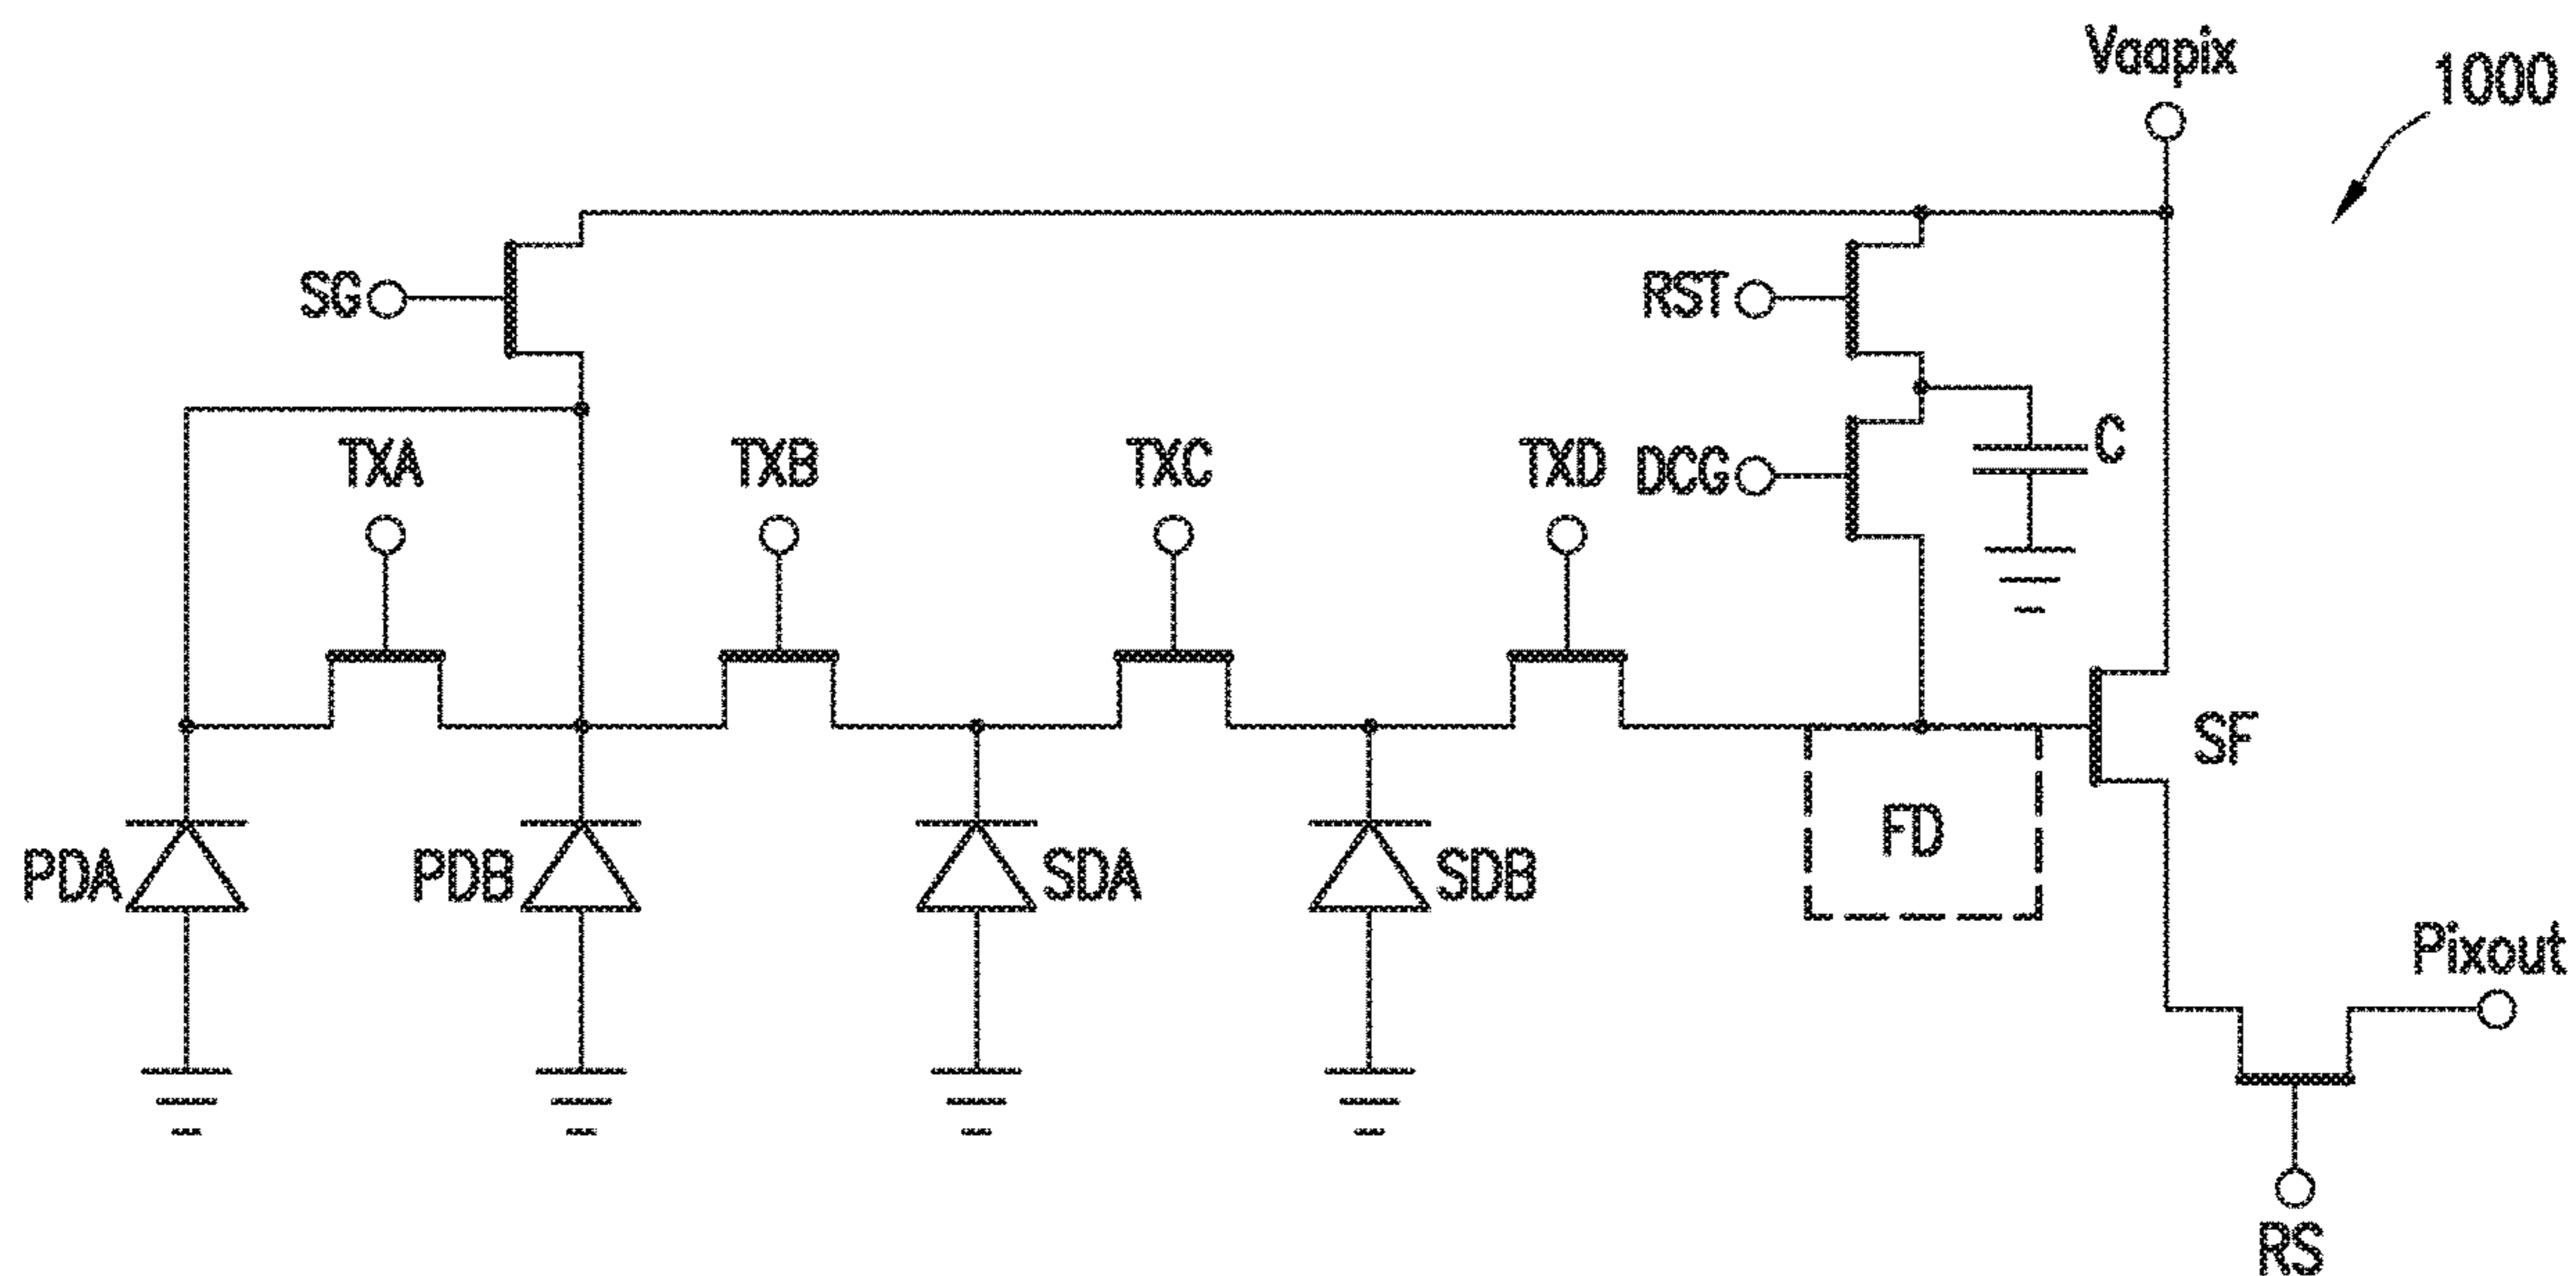 Vaapix
1000
SG
RST
TXA
TXB
TXC
TXD
DCG
C
SF
FD
PDA
PDB
SDA
SDB
Pixout
RS